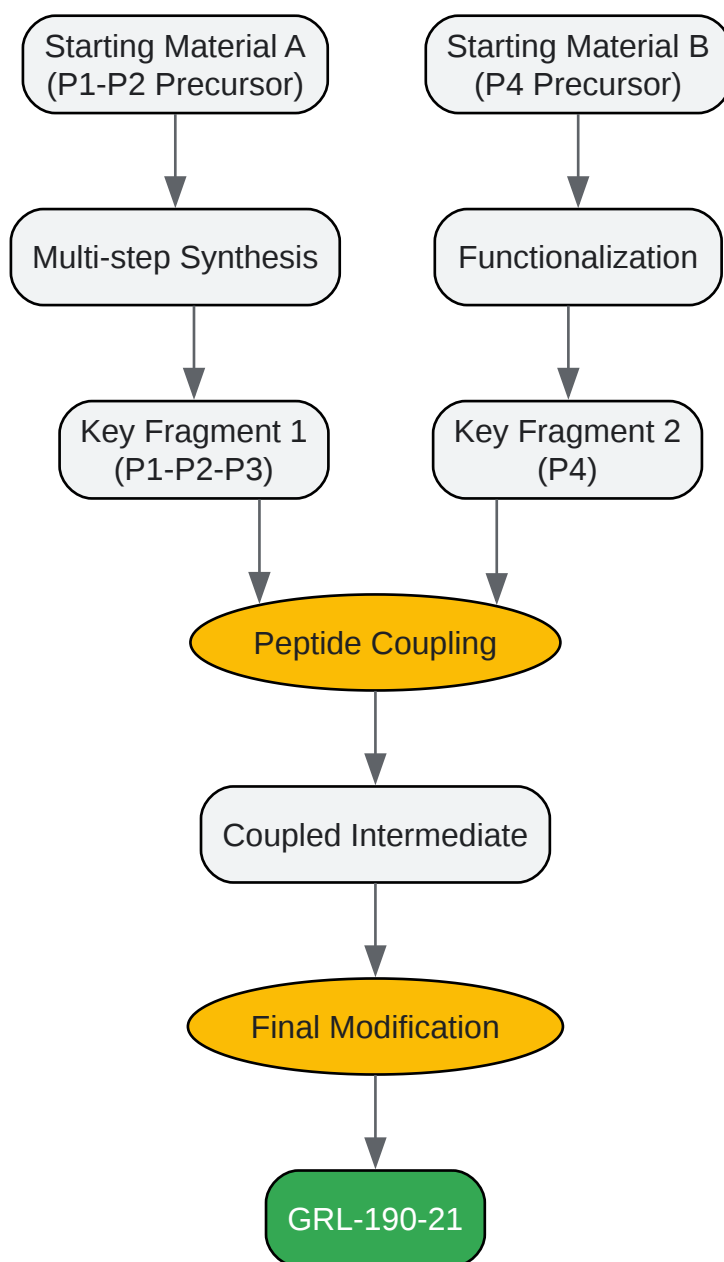 Starting Material A
(P1-P2 Precursor)
Starting Material B
(P4 Precursor)
Multi-step Synthesis
Functionalization
Key Fragment 1
(P1-P2-P3)
Key Fragment 2
(P4)
Peptide Coupling
Coupled Intermediate
Final Modification
GRL-190-21